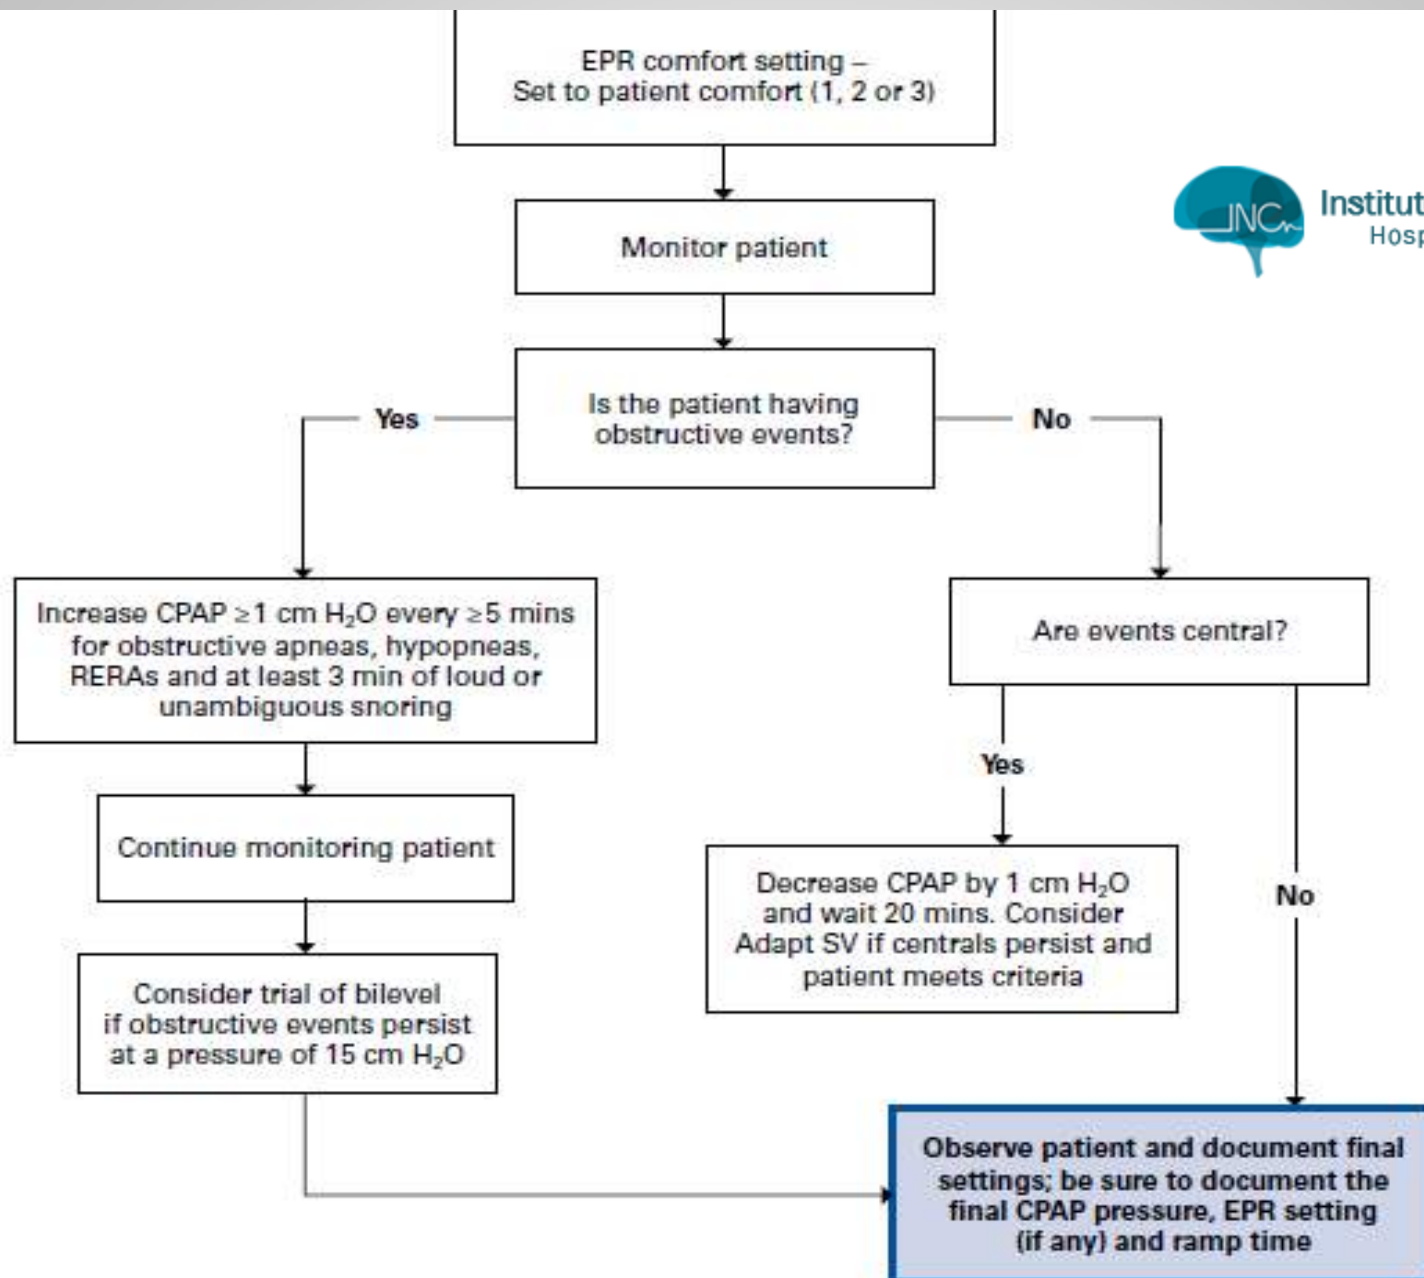 EPR comfort setting –
Set to patient comfort (1, 2 or 3)
INC
Institut
Hosp
Monitor patient
Is the patient having
obstructive events?
Yes
No
Increase CPAP ≥1 cm H₂O every ≥5 mins
for obstructive apneas, hypopneas,
RERAs and at least 3 min of loud or
unambiguous snoring
Are events central?
Yes
Continue monitoring patient
Decrease CPAP by 1 cm H₂O
and wait 20 mins. Consider
Adapt SV if centrals persist and
patient meets criteria
No
Consider trial of bilevel
if obstructive events persist
at a pressure of 15 cm H₂O
Observe patient and document final
settings; be sure to document the
final CPAP pressure, EPR setting
(if any) and ramp time